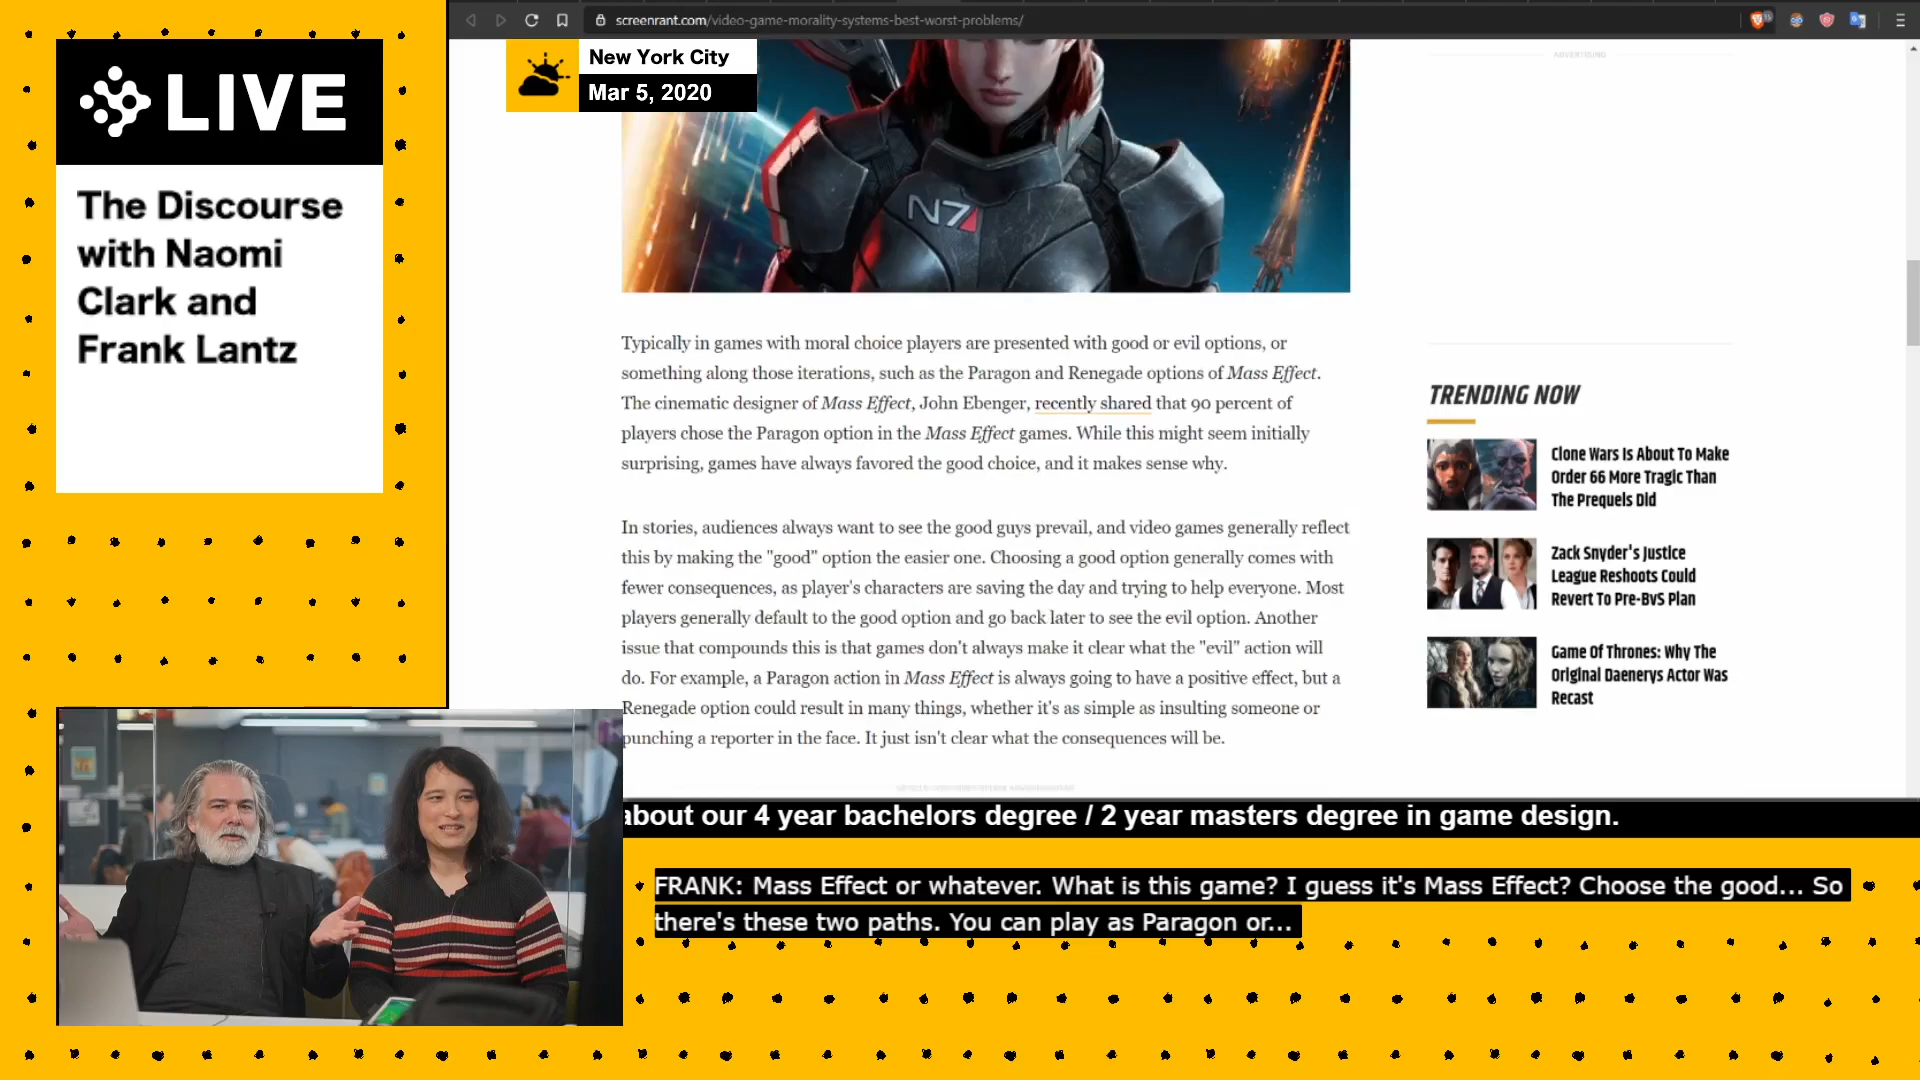 screenrant.com/video-game-morality-systems-best-worst-problems/
LIVE
The Discourse
with Naomi
Clark and
Frank Lantz
New York City
Mar 5, 2020
N7
ADVERTISING
Typically in games with moral choice players are presented with good or evil options, or
something along those iterations, such as the Paragon and Renegade options of Mass Effect.
The cinematic designer of Mass Effect, John Ebenger, recently shared that 90 percent of
players chose the Paragon option in the Mass Effect games. While this might seem initially
surprising, games have always favored the good choice, and it makes sense why.
In stories, audiences always want to see the good guys prevail, and video games generally reflect
this by making the "good" option the easier one. Choosing a good option generally comes with
fewer consequences, as player's characters are saving the day and trying to help everyone. Most
players generally default to the good option and go back later to see the evil option. Another
issue that compounds this is that games don't always make it clear what the "evil" action will
do. For example, a Paragon action in Mass Effect is always going to have a positive effect, but a
Renegade option could result in many things, whether it's as simple as insulting someone or
punching a reporter in the face. It just isn't clear what the consequences will be.
TRENDING NOW
Clone Wars Is About To Make
Order 66 More Tragic Than
The Prequels Did
Zack Snyder's Justice
League Reshoots Could
Revert To Pre-BvS Plan
Game Of Thrones: Why The
Original Daenerys Actor Was
Recast
about our 4 year bachelors degree / 2 year masters degree in game design.
FRANK: Mass Effect or whatever. What is this game? I guess it's Mass Effect? Choose the good... So
there's these two paths. You can play as Paragon or...